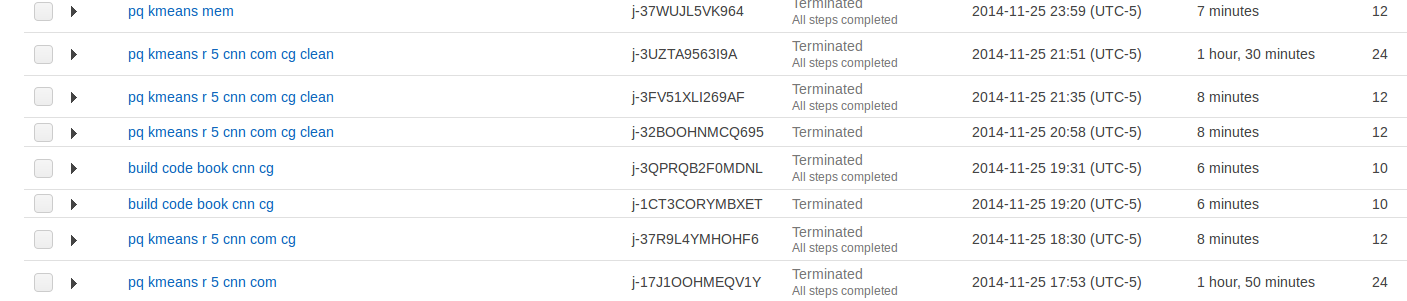 pq kmeans mem j-37WUJL5VK964 Terminated 2014-11-25 23:59 (UTC-5) 7 minutes 12
All steps completed
pq kmeans r 5 cnn com cg clean j-3UZTA9563I9A Terminated 2014-11-25 21:51 (UTC-5) 1 hour, 30 minutes 24
All steps completed
pq kmeans r 5 cnn com cg clean j-3FV51XLI269AF Terminated 2014-11-25 21:35 (UTC-5) 8 minutes 12
All steps completed
pq kmeans r 5 cnn com cg clean j-32BOOHNMCQ695 Terminated 2014-11-25 20:58 (UTC-5) 8 minutes 12
build code book cnn cg j-3QPRQB2F0MDNL Terminated 2014-11-25 19:31 (UTC-5) 6 minutes 10
All steps completed
build code book cnn cg j-1CT3CORYMBXET Terminated 2014-11-25 19:20 (UTC-5) 6 minutes 10
pq kmeans r 5 cnn com cg j-37R9L4YMHOHF6 Terminated 2014-11-25 18:30 (UTC-5) 8 minutes 12
All steps completed
pq kmeans r 5 cnn com j-17J1OOHMEQV1Y Terminated 2014-11-25 17:53 (UTC-5) 1 hour, 50 minutes 24
All steps completed